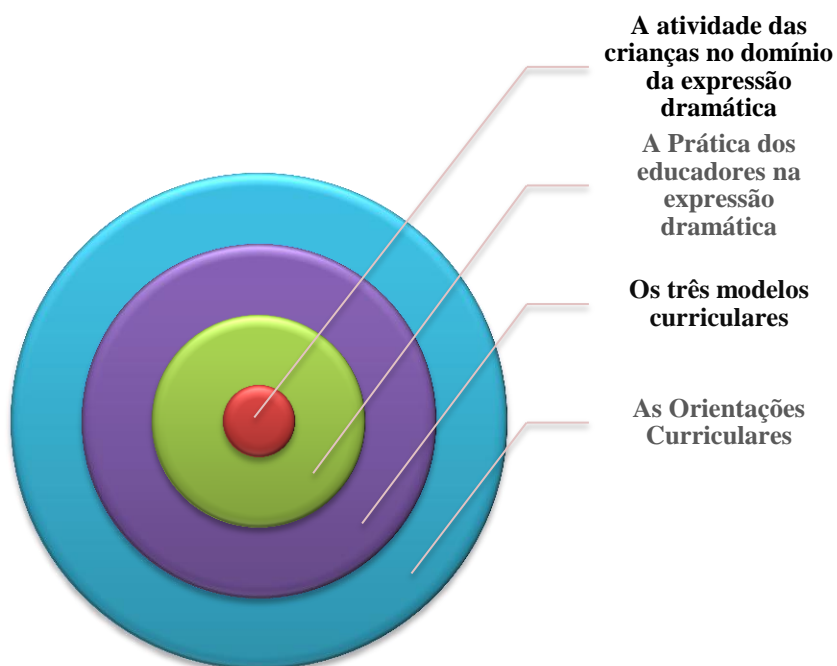 A atividade das
crianças no domínio
da expressão
dramática
A Prática dos
educadores na
expressão
dramática
Os três modelos
curriculares
As Orientações
Curriculares